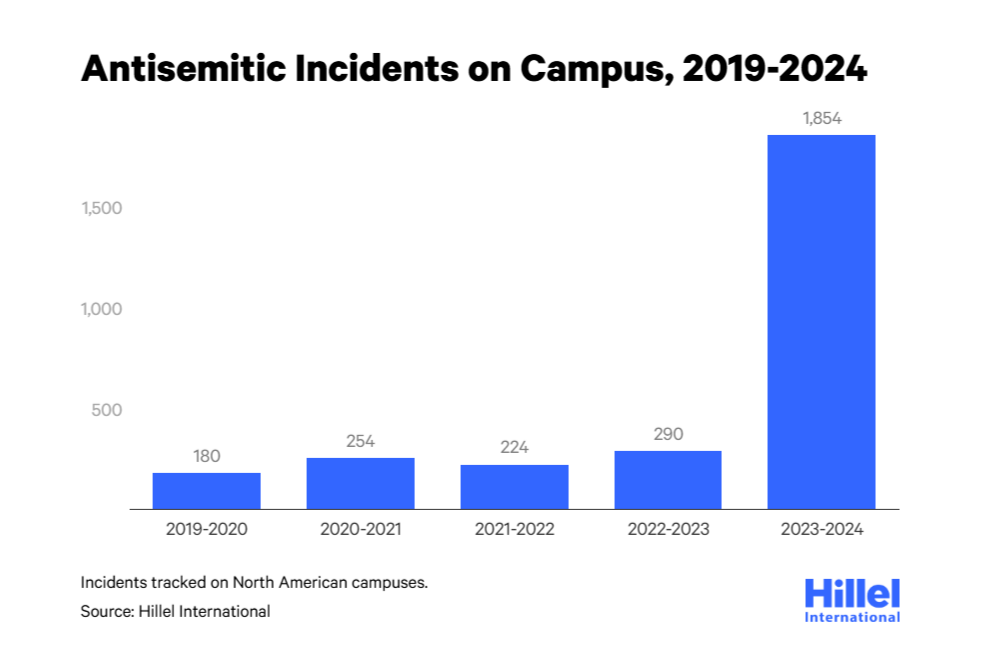 Antisemitic Incidents on Campus, 2019-2024
1,854
1,500
1,000
500
180
254
224
290
2019-2020
2020-2021
2021-2022
2022-2023
2023-2024
Incidents tracked on North American campuses.
Source: Hillel International
Hillel
International